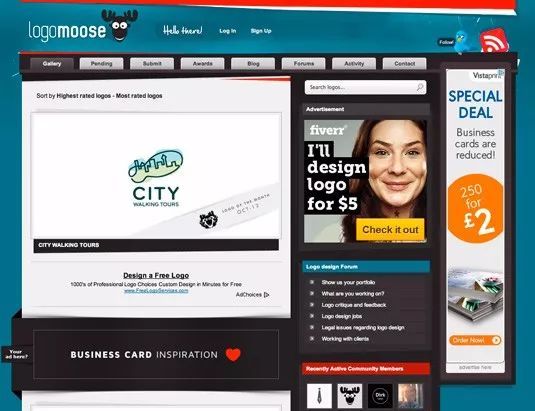 logomoose
Hello there!
Log In
Sign Up
Follow!
Gallery
Pending
Submit
Awards
Blog
Forums
Activity
Contact
Sort by Highest rated logos - Most rated logos
CITY
WALKING TOURS
LOGO OF THE MONTH
OCT-12
CITY WALKING TOURS
Design a Free Logo
1000's of Professional Logo Choices Custom Design in Minutes for Free
www.FreeLogoServices.com
AdChoices
Your
ad here?
BUSINESS CARD INSPIRATION
Search logos...
Advertisement
fiverr
I'll
design
logo
for $5
Check it out
Logo design Forum
Show us your portfolio
What are you working on?
Logo critique and feedback
Logo design jobs
Legal issues regarding logo design
Working with clients
Recently Active Community Members
Dtrk
Vistaprint
SPECIAL
DEAL
Business
cards are
reduced!
250
for
£2
Order Now!
advertise here